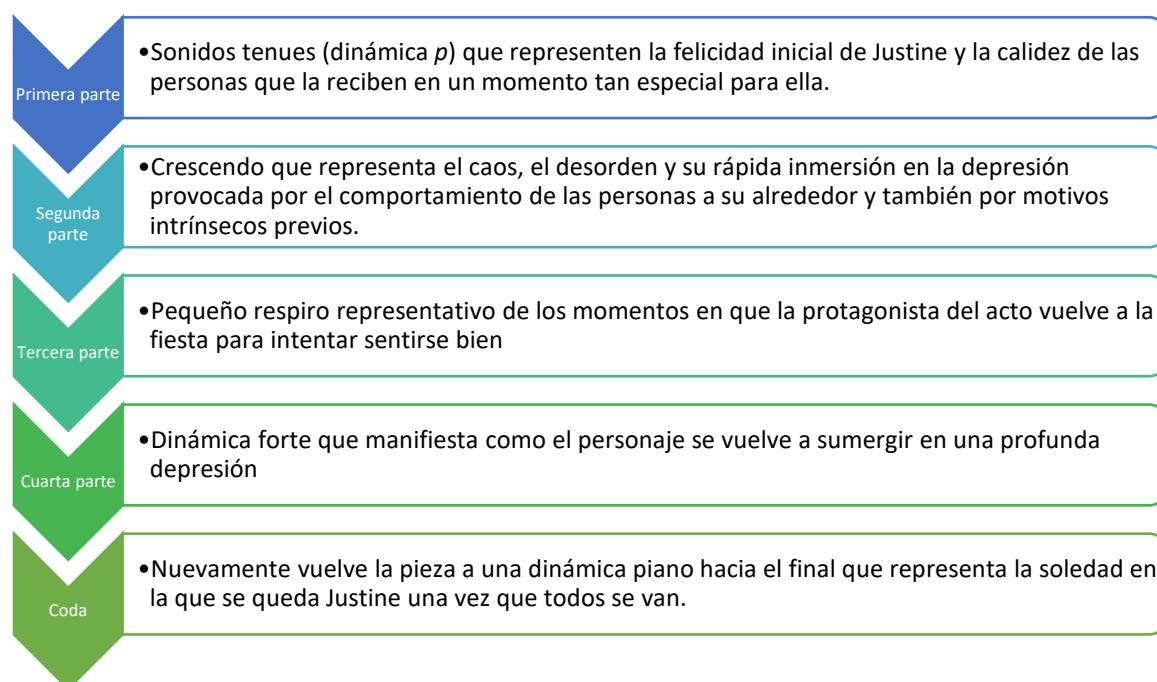 Primera parte
•Sonidos tenues (dinámica p) que representen la felicidad inicial de Justine y la calidez de las
personas que la reciben en un momento tan especial para ella.
Segunda
parte
•Crescendo que representa el caos, el desorden y su rápida inmersión en la depresión
provocada por el comportamiento de las personas a su alrededor y también por motivos
intrínsecos previos.
Tercera parte
•Pequeño respiro representativo de los momentos en que la protagonista del acto vuelve a la
fiesta para intentar sentirse bien
Cuarta parte
•Dinámica forte que manifiesta como el personaje se vuelve a sumergir en una profunda
depresión
Coda
•Nuevamente vuelve la pieza a una dinámica piano hacia el final que representa la soledad en
la que se queda Justine una vez que todos se van.